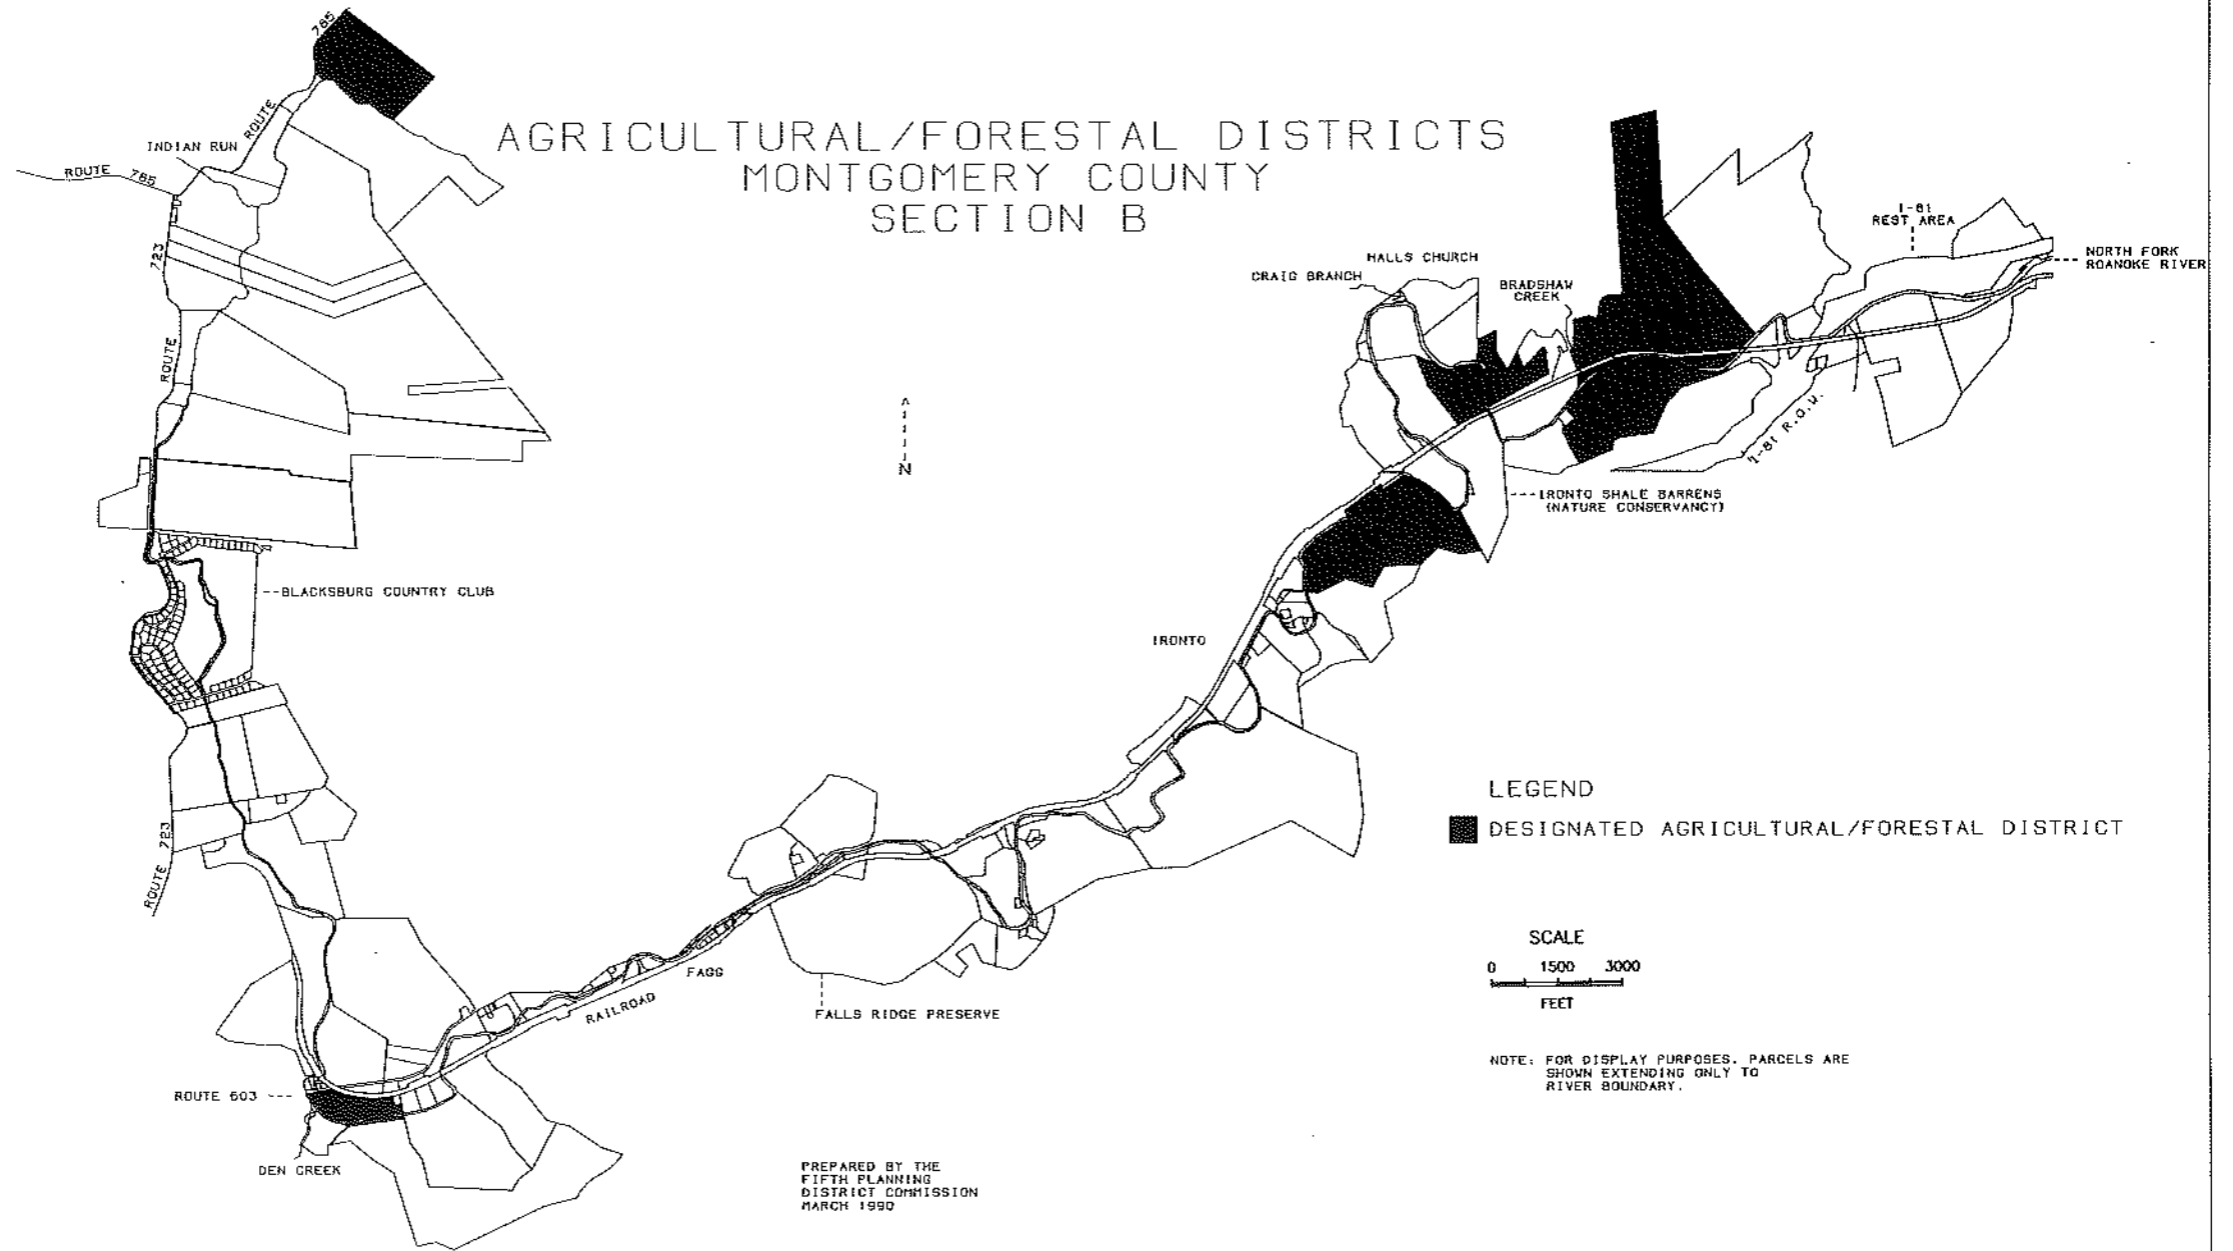 AGRICULTURAL/FORESTAL DISTRICTS
MONTGOMERY COUNTY
SECTION B
785
ROUTE
INDIAN RUN
ROUTE 785
723
ROUTE
BLACKSBURG COUNTRY CLUB
ROUTE 723
ROUTE 603
DEN CREEK
RAILROAD
FAGG
FALLS RIDGE PRESERVE
IRONTO
HALLS CHURCH
CRAIG BRANCH
BRADSHAW
CREEK
I-81
REST AREA
NORTH FORK
ROANOKE RIVER
I-81 R.O.W.
IRONTO SHALE BARRENS
(NATURE CONSERVANCY)
N
LEGEND
DESIGNATED AGRICULTURAL/FORESTAL DISTRICT
SCALE
0 1500 3000
FEET
NOTE: FOR DISPLAY PURPOSES. PARCELS ARE
SHOWN EXTENDING ONLY TO
RIVER BOUNDARY.
PREPARED BY THE
FIFTH PLANNING
DISTRICT COMMISSION
MARCH 1990